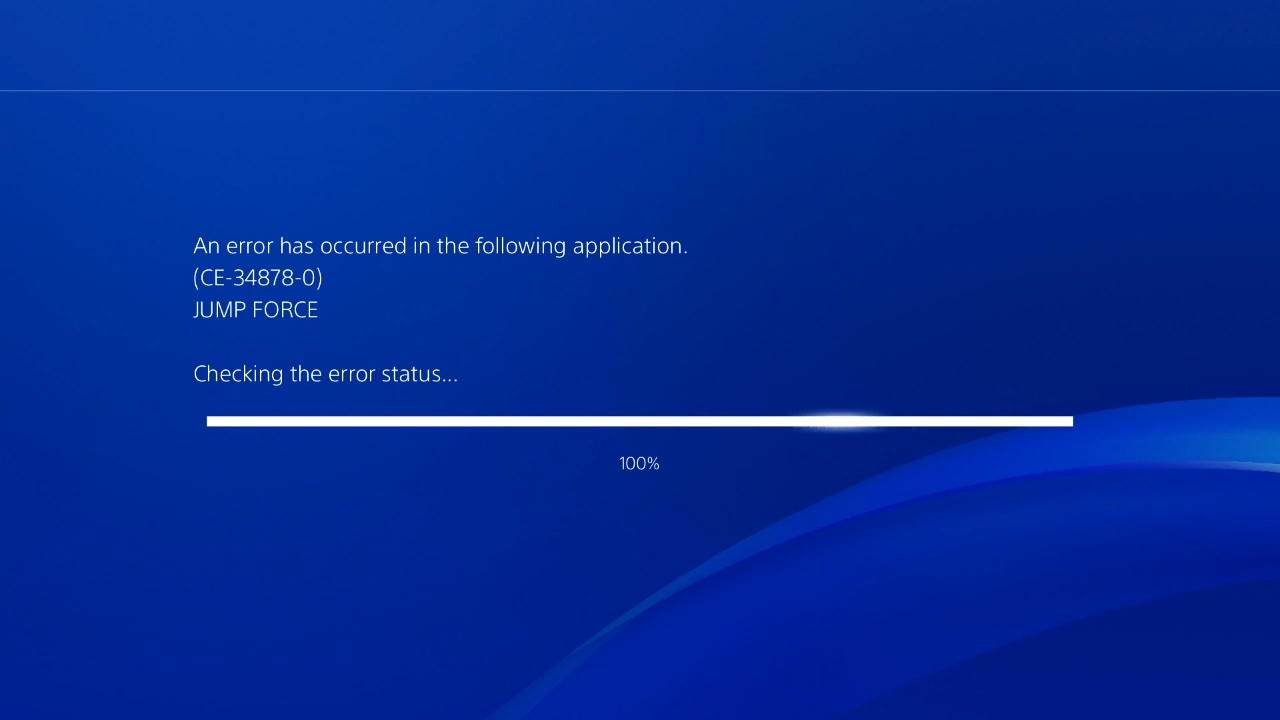 An error has occurred in the following application.
(CE-34878-0)
JUMP FORCE
Checking the error status...
100%